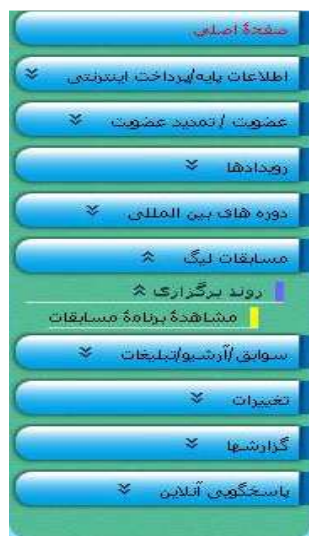 صفحهٔ اصلی
اطلاعات پایه/پرداخت اینترنتی
عضویت / تمدید عضویت
رویدادها
دوره های بین المللی
مسابقات لیگ
روند برگزاری
مشاهدهٔ برنامهٔ مسابقات
سوابق/آرشیو/تبلیغات
تغییرات
گزارشها
پاسخگویی آنلاین